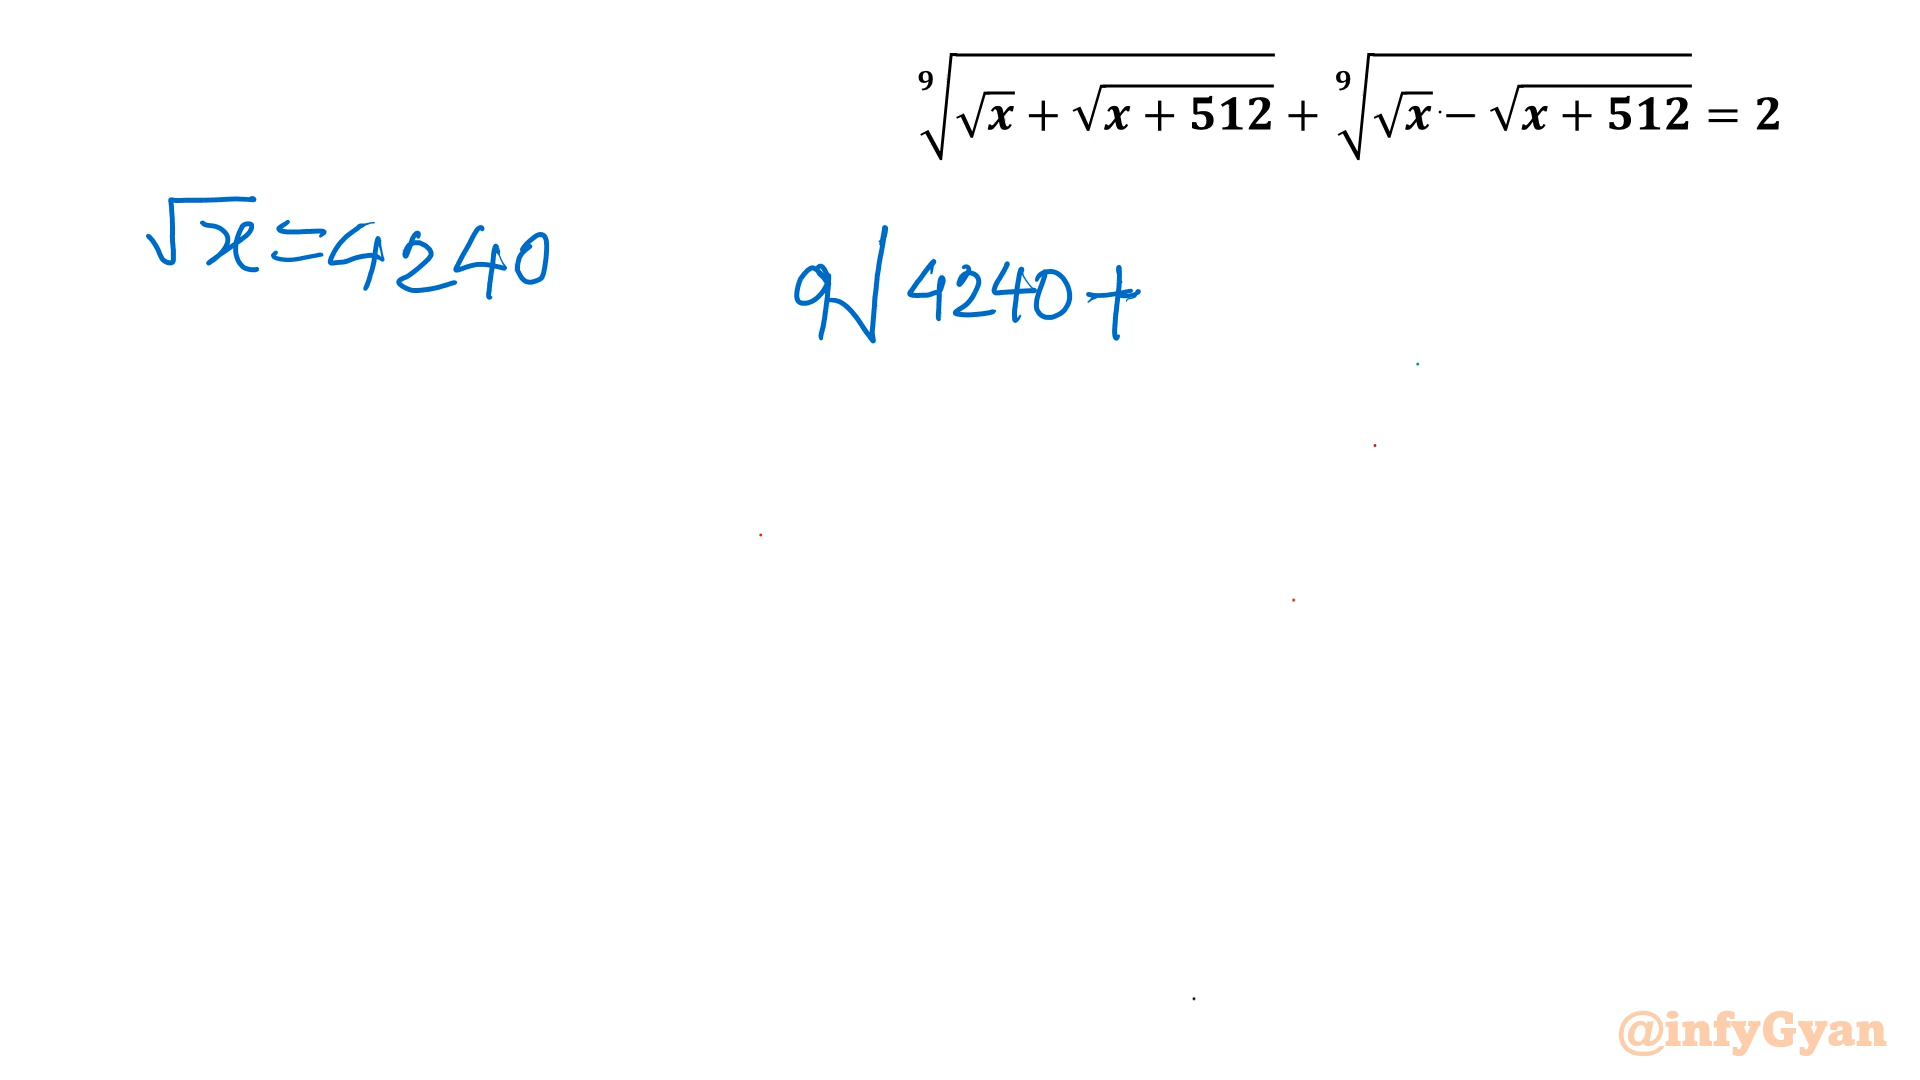 ⁹√(√x + √(x + 512)) + ⁹√(√x − √(x + 512)) = 2
√x = 4240
9√4240 +
@infyGyan